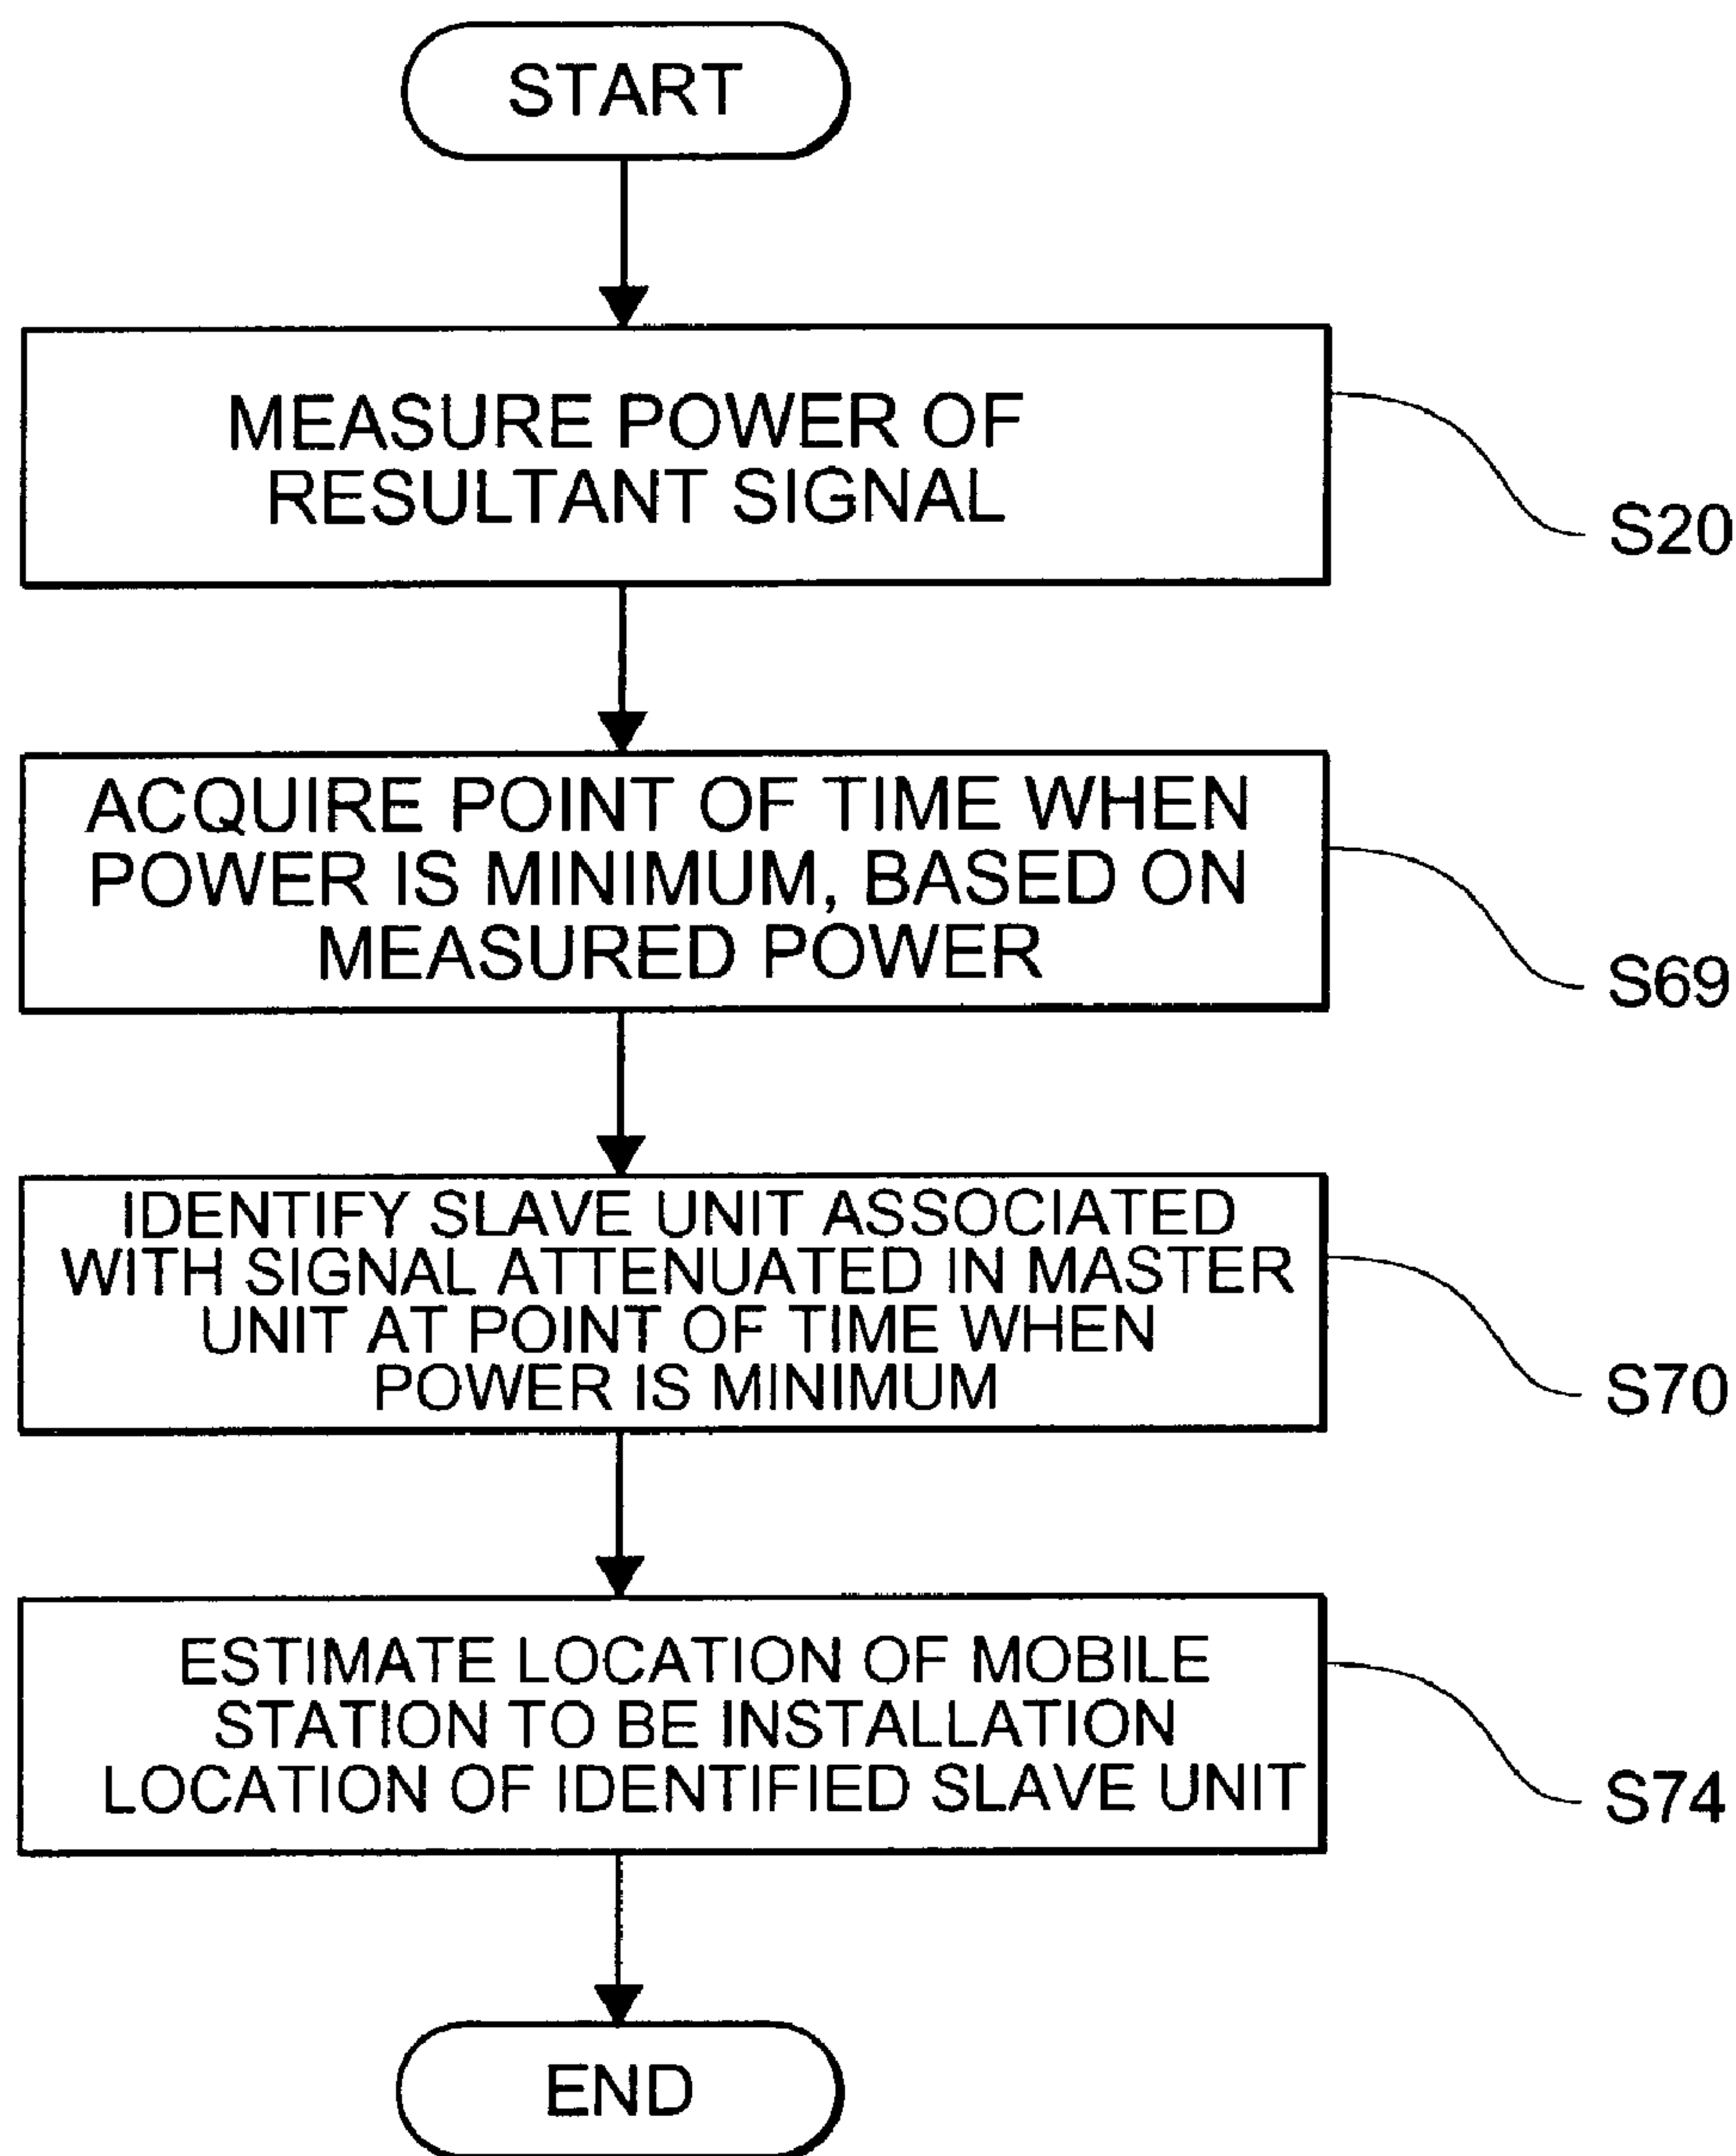 START
MEASURE POWER OF
RESULTANT SIGNAL
S20
ACQUIRE POINT OF TIME WHEN
POWER IS MINIMUM, BASED ON
MEASURED POWER
S69
IDENTIFY SLAVE UNIT ASSOCIATED
WITH SIGNAL ATTENUATED IN MASTER
UNIT AT POINT OF TIME WHEN
POWER IS MINIMUM
S70
ESTIMATE LOCATION OF MOBILE
STATION TO BE INSTALLATION
LOCATION OF IDENTIFIED SLAVE UNIT
S74
END